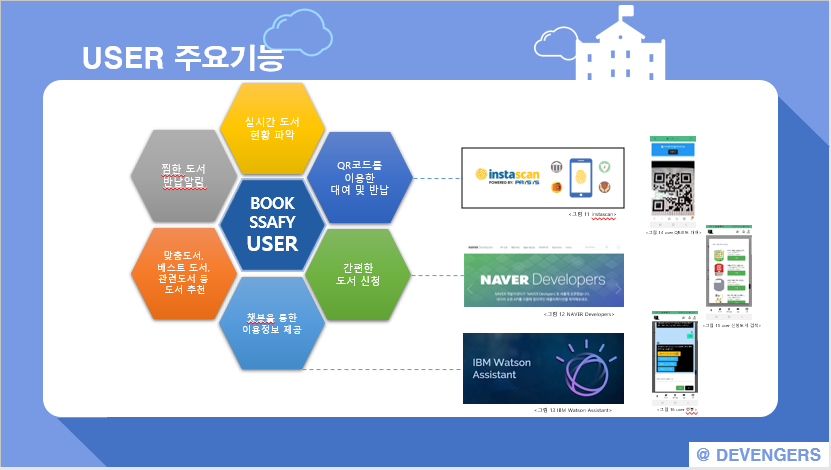 USER 주요기능
실시간 도서
현황 파악
찜한 도서
반납알림
QR코드를
이용한
대여 및 반납
BOOK
SSAFY
USER
맞춤도서,
베스트 도서,
관련도서 등
도서 추천
간편한
도서 신청
챗봇을 통한
이용정보 제공
instascan
POWERED BY
<그림 11 instascan>
NAVER Developers
<그림 12 NAVER Developers>
IBM Watson
Assistant
<그림 13 IBM Watson Assistant>
<그림 14 user QR코드 대여>
<그림 15 user 신청도서 검색>
<그림 16 user 챗봇>
@ DEVENGERS